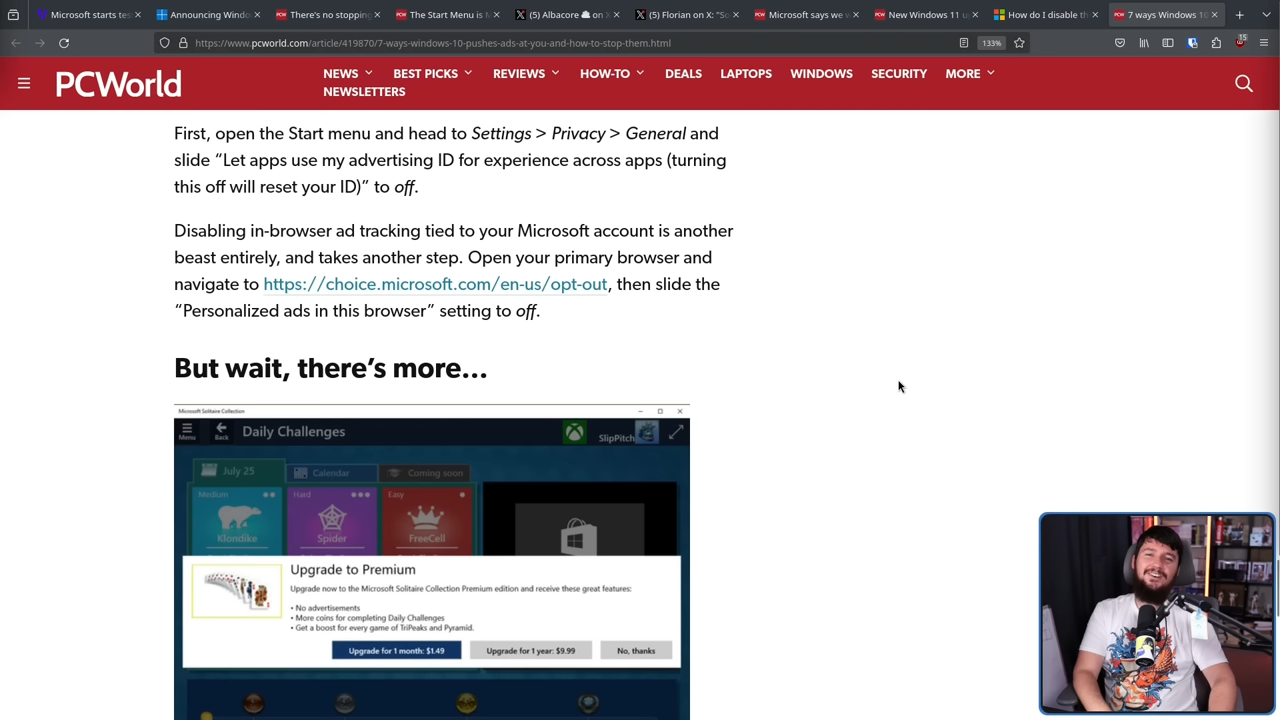 Microsoft starts tes
Announcing Windo
There's no stopping
The Start Menu is
(5) Albacore ☁ on
(5) Florian on X: "So
Microsoft says we w
New Windows 11 u
How do I disable th
7 ways Windows 10
https://www.pcworld.com/article/419870/7-ways-windows-10-pushes-ads-at-you-and-how-to-stop-them.html
133%
15
PCWorld
NEWS BEST PICKS REVIEWS HOW-TO DEALS LAPTOPS WINDOWS SECURITY MORE
NEWSLETTERS
First, open the Start menu and head to Settings > Privacy > General and
slide “Let apps use my advertising ID for experience across apps (turning
this off will reset your ID)” to off.
Disabling in-browser ad tracking tied to your Microsoft account is another
beast entirely, and takes another step. Open your primary browser and
navigate to https://choice.microsoft.com/en-us/opt-out, then slide the
“Personalized ads in this browser” setting to off.
But wait, there’s more…
Microsoft Solitaire Collection
Menu
Back
Daily Challenges
SlipPitch
July 25
Calendar
Coming soon
Medium
Hard
Easy
Klondike
Spider
FreeCell
Upgrade to Premium
Upgrade now to the Microsoft Solitaire Collection Premium edition and receive these great features:
• No advertisements
• More coins for completing Daily Challenges
• Get a boost for every game of TriPeaks and Pyramid.
Upgrade for 1 month: $1.49
Upgrade for 1 year: $9.99
No, thanks